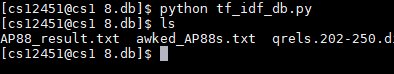 [cs12451@cs1 8.db]$ python tf_idf_db.py
[cs12451@cs1 8.db]$ ls
AP88_result.txt awked_AP88s.txt qrels.202-250.di
[cs12451@cs1 8.db]$